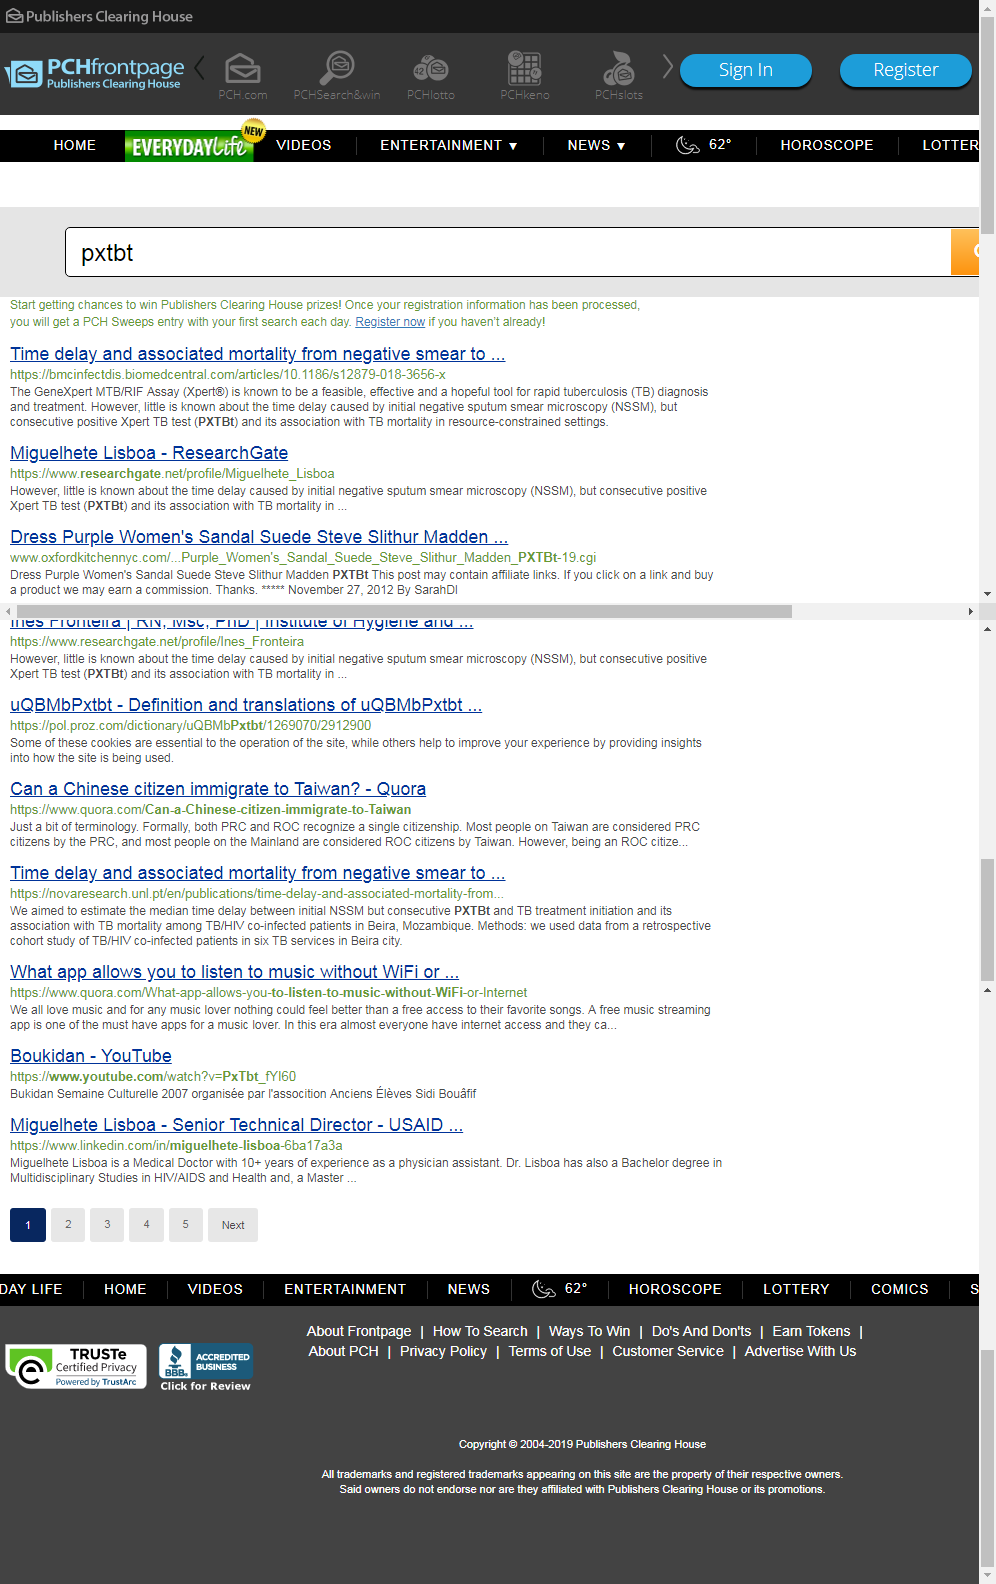 Publishers Clearing House
PCHfrontpage
Publishers Clearing House
PCH.com
PCHSearch&win
PCHlotto
PCHkeno
PCHslots
Sign In
Register
HOME
EVERYDAY Life
NEW
VIDEOS
ENTERTAINMENT ▼
NEWS ▼
62°
HOROSCOPE
LOTTER
pxtbt
Start getting chances to win Publishers Clearing House prizes! Once your registration information has been processed,
you will get a PCH Sweeps entry with your first search each day. Register now if you haven't already!
Time delay and associated mortality from negative smear to ...
https://bmcinfectdis.biomedcentral.com/articles/10.1186/s12879-018-3656-x
The GeneXpert MTB/RIF Assay (Xpert®) is known to be a feasible, effective and a hopeful tool for rapid tuberculosis (TB) diagnosis
and treatment. However, little is known about the time delay caused by initial negative sputum smear microscopy (NSSM), but
consecutive positive Xpert TB test (PXTBt) and its association with TB mortality in resource-constrained settings.
Miguelhete Lisboa - ResearchGate
https://www.researchgate.net/profile/Miguelhete_Lisboa
However, little is known about the time delay caused by initial negative sputum smear microscopy (NSSM), but consecutive positive
Xpert TB test (PXTBt) and its association with TB mortality in ...
Dress Purple Women's Sandal Suede Steve Slithur Madden ...
www.oxfordkitchennyc.com/...Purple_Women's_Sandal_Suede_Steve_Slithur_Madden_PXTBt-19.cgi
Dress Purple Women's Sandal Suede Steve Slithur Madden PXTBt This post may contain affiliate links. If you click on a link and buy
a product we may earn a commission. Thanks. ***** November 27, 2012 By SarahDI
Ines Fronteira | RN, Msc, PhD | Institute of Hygiene and ...
https://www.researchgate.net/profile/Ines_Fronteira
However, little is known about the time delay caused by initial negative sputum smear microscopy (NSSM), but consecutive positive
Xpert TB test (PXTBt) and its association with TB mortality in ...
uQBMbPxtbt - Definition and translations of uQBMbPxtbt ...
https://pol.proz.com/dictionary/uQBMbPxtbt/1269070/2912900
Some of these cookies are essential to the operation of the site, while others help to improve your experience by providing insights
into how the site is being used.
Can a Chinese citizen immigrate to Taiwan? - Quora
https://www.quora.com/Can-a-Chinese-citizen-immigrate-to-Taiwan
Just a bit of terminology. Formally, both PRC and ROC recognize a single citizenship. Most people on Taiwan are considered PRC
citizens by the PRC, and most people on the Mainland are considered ROC citizens by Taiwan. However, being an ROC citize...
Time delay and associated mortality from negative smear to ...
https://novaresearch.unl.pt/en/publications/time-delay-and-associated-mortality-from...
We aimed to estimate the median time delay between initial NSSM but consecutive PXTBt and TB treatment initiation and its
association with TB mortality among TB/HIV co-infected patients in Beira, Mozambique. Methods: we used data from a retrospective
cohort study of TB/HIV co-infected patients in six TB services in Beira city.
What app allows you to listen to music without WiFi or ...
https://www.quora.com/What-app-allows-you-to-listen-to-music-without-WiFi-or-Internet
We all love music and for any music lover nothing could feel better than a free access to their favorite songs. A free music streaming
app is one of the must have apps for a music lover. In this era almost everyone have internet access and they ca...
Boukidan - YouTube
https://www.youtube.com/watch?v=PxTbt_fYl60
Bukidan Semaine Culturelle 2007 organisée par l'assocition Anciens Élèves Sidi Bouâfif
Miguelhete Lisboa - Senior Technical Director - USAID ...
https://www.linkedin.com/in/miguelhete-lisboa-6ba17a3a
Miguelhete Lisboa is a Medical Doctor with 10+ years of experience as a physician assistant. Dr. Lisboa has also a Bachelor degree in
Multidisciplinary Studies in HIV/AIDS and Health and, a Master ...
1 2 3 4 5 Next
DAY LIFE
HOME
VIDEOS
ENTERTAINMENT
NEWS
62°
HOROSCOPE
LOTTERY
COMICS
S
About Frontpage | How To Search | Ways To Win | Do's And Don'ts | Earn Tokens |
About PCH | Privacy Policy | Terms of Use | Customer Service | Advertise With Us
TRUSTe
Certified Privacy
Powered by TrustArc
BBB.
ACCREDITED
BUSINESS
Click for Review
Copyright © 2004-2019 Publishers Clearing House
All trademarks and registered trademarks appearing on this site are the property of their respective owners.
Said owners do not endorse nor are they affiliated with Publishers Clearing House or its promotions.